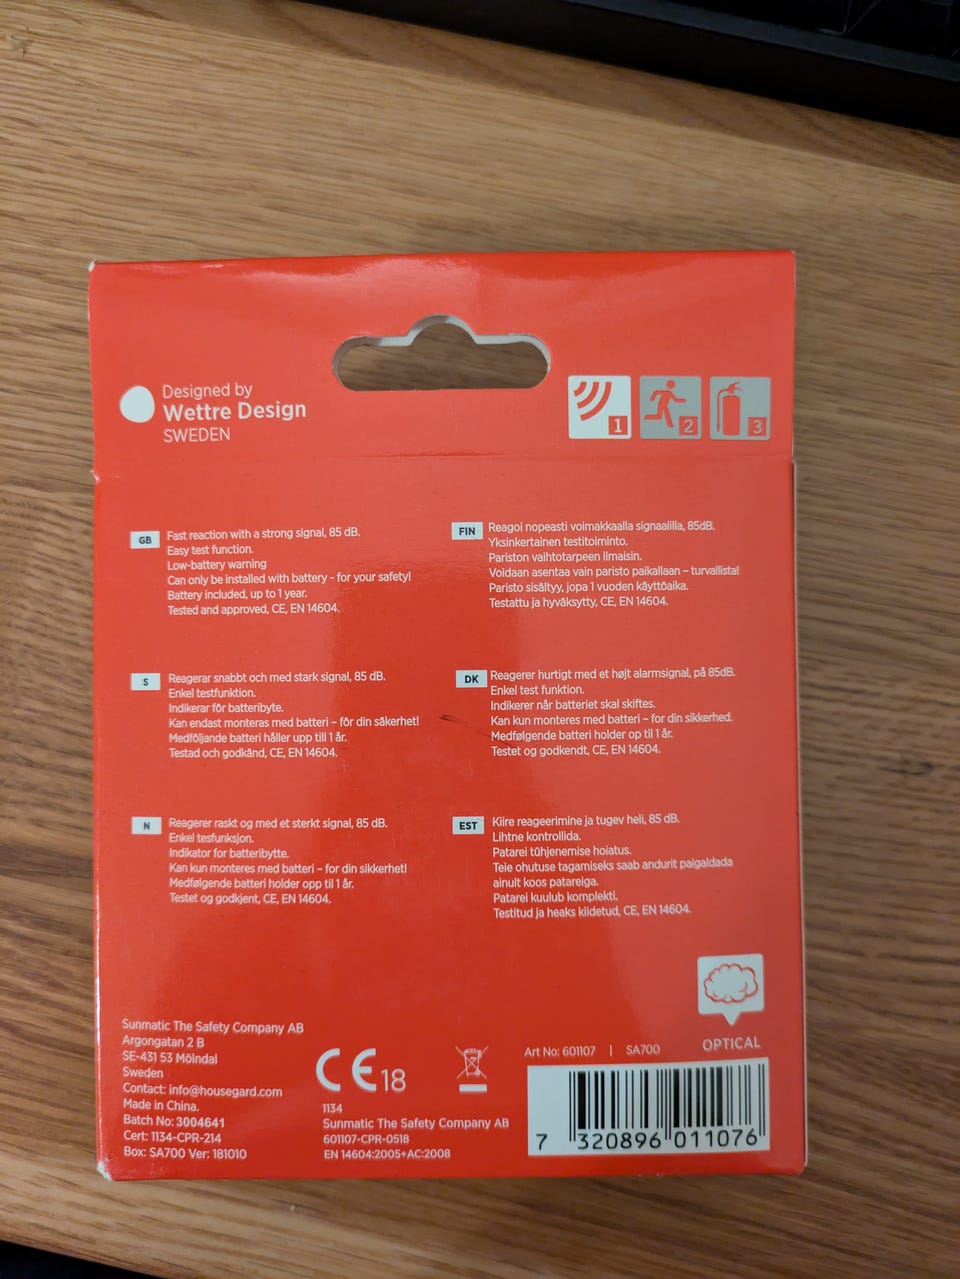 Designed by
Wettre Design
SWEDEN
1 2 3
GB
Fast reaction with a strong signal, 85 dB.
Easy test function.
Low-battery warning
Can only be installed with battery - for your safety!
Battery included, up to 1 year.
Tested and approved, CE, EN 14604.
FIN
Reagoi nopeasti voimakkaalla signaalilla, 85dB.
Yksinkertainen testitoiminto.
Pariston vaihtotarpeen ilmaisin.
Voidaan asentaa vain paristo paikallaan – turvallista!
Paristo sisältyy, jopa 1 vuoden käyttöaika.
Testattu ja hyväksytty, CE, EN 14604.
S
Reagerar snabbt och med stark signal, 85 dB.
Enkel testfunktion.
Indikerar för batteribyte.
Kan endast monteras med batteri – för din säkerhet!
Medföljande batteri håller upp till 1 år.
Testad och godkänd, CE, EN 14604.
DK
Reagerer hurtigt med et højt alarmsignal, på 85dB.
Enkel test funktion.
Indikerer når batteriet skal skiftes.
Kan kun monteres med batteri – for din sikkerhed.
Medfølgende batteri holder op til 1 år.
Testet og godkendt, CE, EN 14604.
N
Reagerer raskt og med et sterkt signal, 85 dB.
Enkel tesfunksjon.
Indikator for batteribytte.
Kan kun monteres med batteri – for din sikkerhet!
Medfølgende batteri holder opp til 1 år.
Testet og godkjent, CE, EN 14604.
EST
Kiire reageerimine ja tugev heli, 85 dB.
Lihtne kontrollida.
Patarei tühjenemise hoiatus.
Teie ohutuse tagamiseks saab andurit paigaldada
ainult koos patareiga.
Patarei kuulub komplekti.
Testitud ja heaks kiidetud, CE, EN 14604.
Sunmatic The Safety Company AB
Argongatan 2 B
SE-431 53 Mölndal
Sweden
Contact: info@housegard.com
Made in China.
Batch No: 3004641
Cert: 1134-CPR-214
Box: SA700 Ver: 181010
CE 18
1134
Sunmatic The Safety Company AB
601107-CPR-0518
EN 14604:2005+AC:2008
OPTICAL
Art No: 601107 | SA700
7 320896 011076